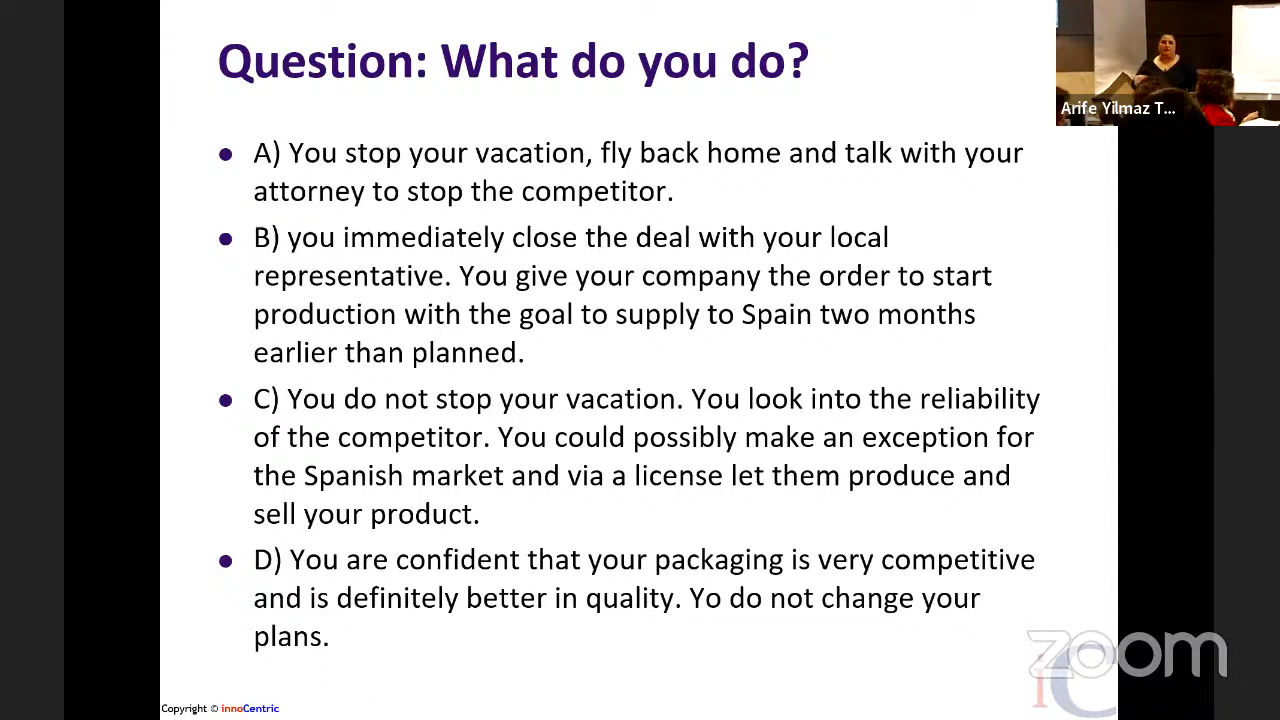 Question: What do you do?
Arife Yilmaz T...
• A) You stop your vacation, fly back home and talk with your
attorney to stop the competitor.
• B) you immediately close the deal with your local
representative. You give your company the order to start
production with the goal to supply to Spain two months
earlier than planned.
• C) You do not stop your vacation. You look into the reliability
of the competitor. You could possibly make an exception for
the Spanish market and via a license let them produce and
sell your product.
• D) You are confident that your packaging is very competitive
and is definitely better in quality. Yo do not change your
plans.
zoom
iC
Copyright © innoCentric